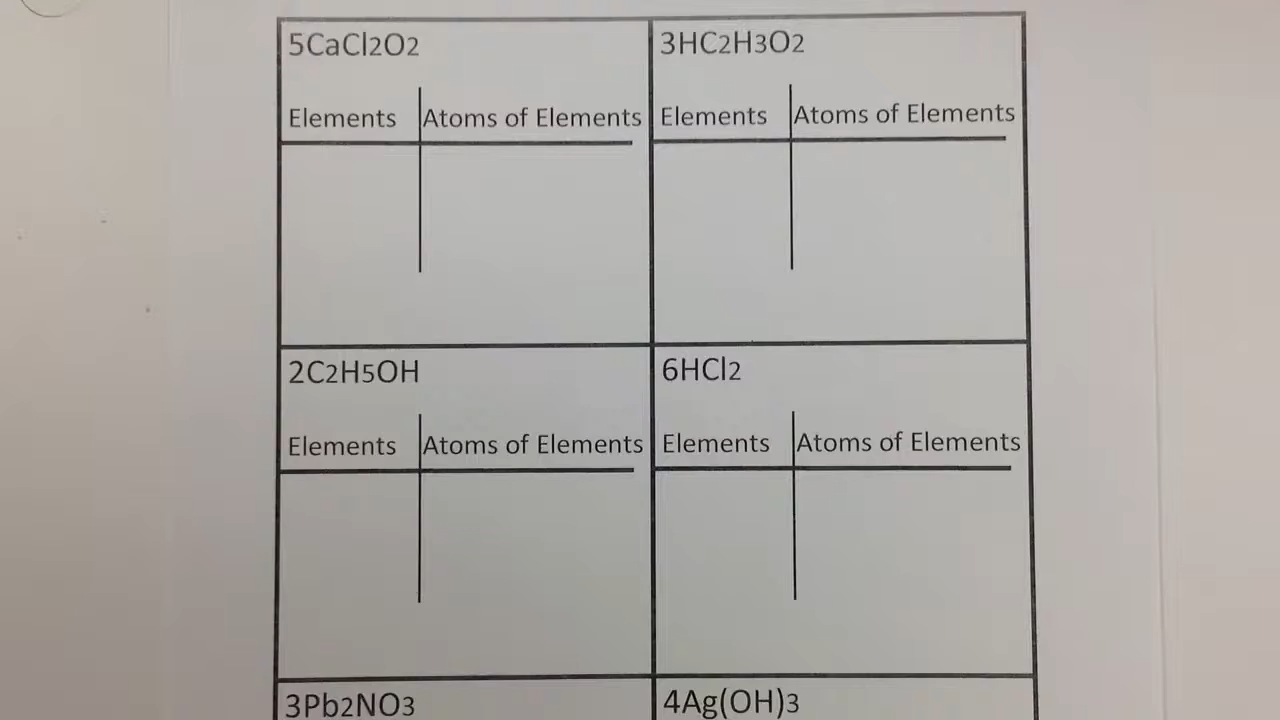 5CaCl2O2
Elements Atoms of Elements
3HC2H3O2
Elements Atoms of Elements
2C2H5OH
Elements Atoms of Elements
6HCl2
Elements Atoms of Elements
3Pb2NO3
4Ag(OH)3